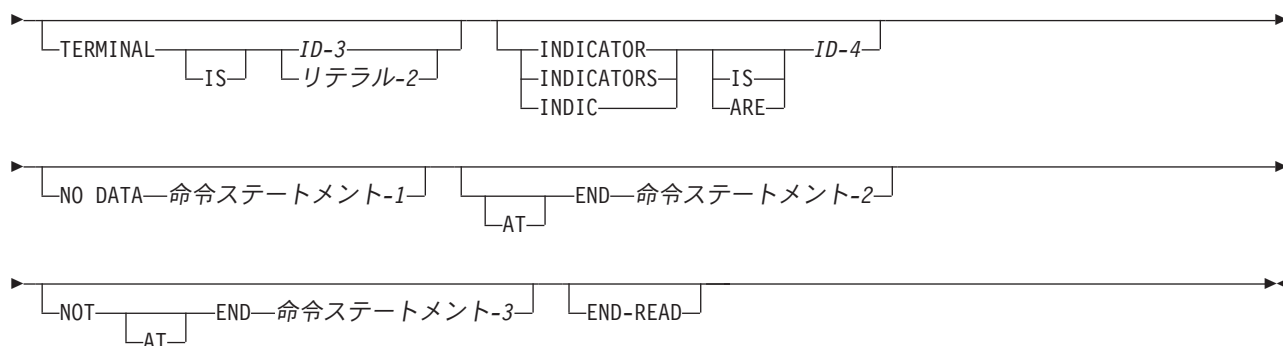 TERMINAL IS ID-3 INDICATOR ID-4
リテラル-2 INDICATORS IS
INDIC ARE
NO DATA 命令ステートメント-1 END 命令ステートメント-2
AT
NOT END 命令ステートメント-3 END-READ
AT